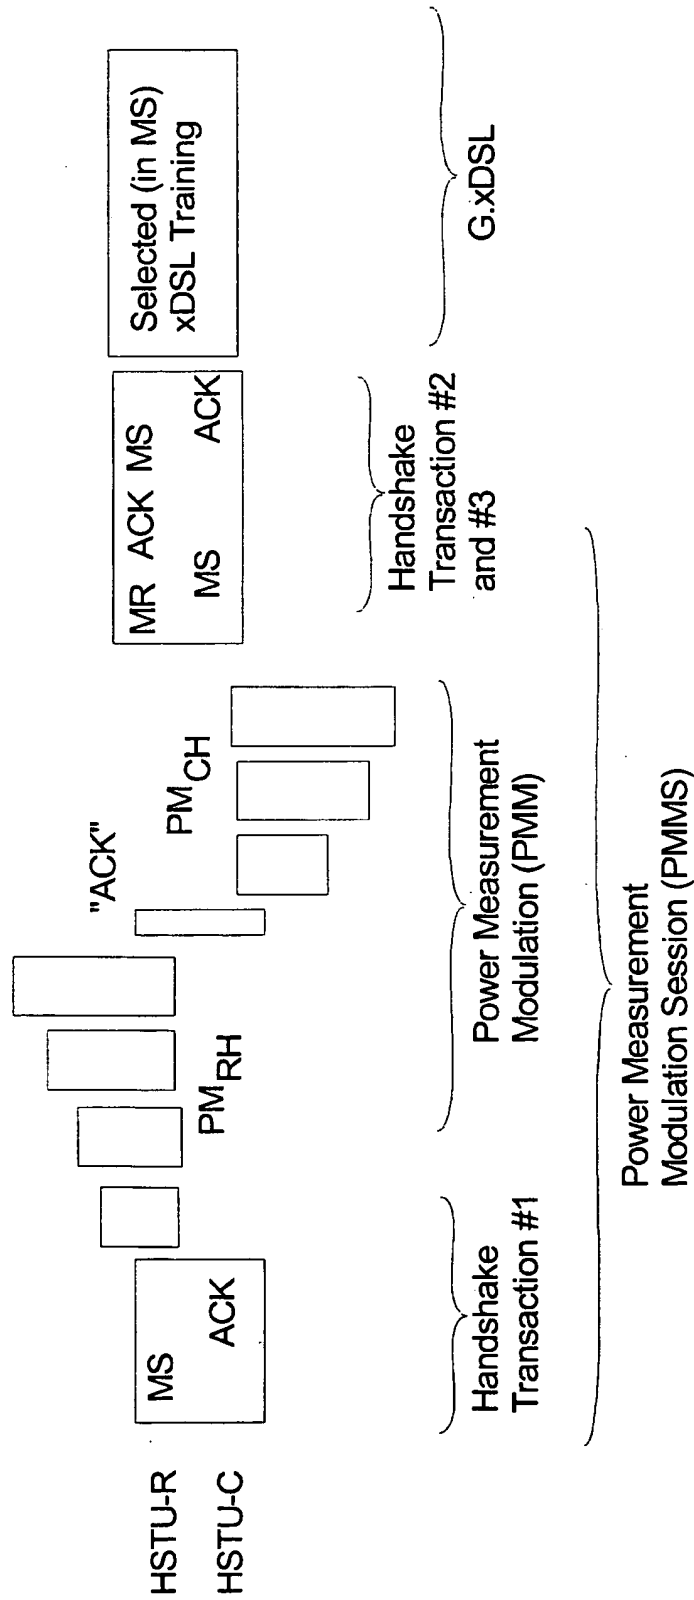 HSTU-R
HSTU-C
MS
ACK
PM RH
"ACK"
PM CH
MR ACK MS
MS ACK
Selected (in MS)
xDSL Training
Handshake
Transaction #1
Power Measurement
Modulation (PMM)
Handshake
Transaction #2
and #3
G.xDSL
Power Measurement
Modulation Session (PMMS)